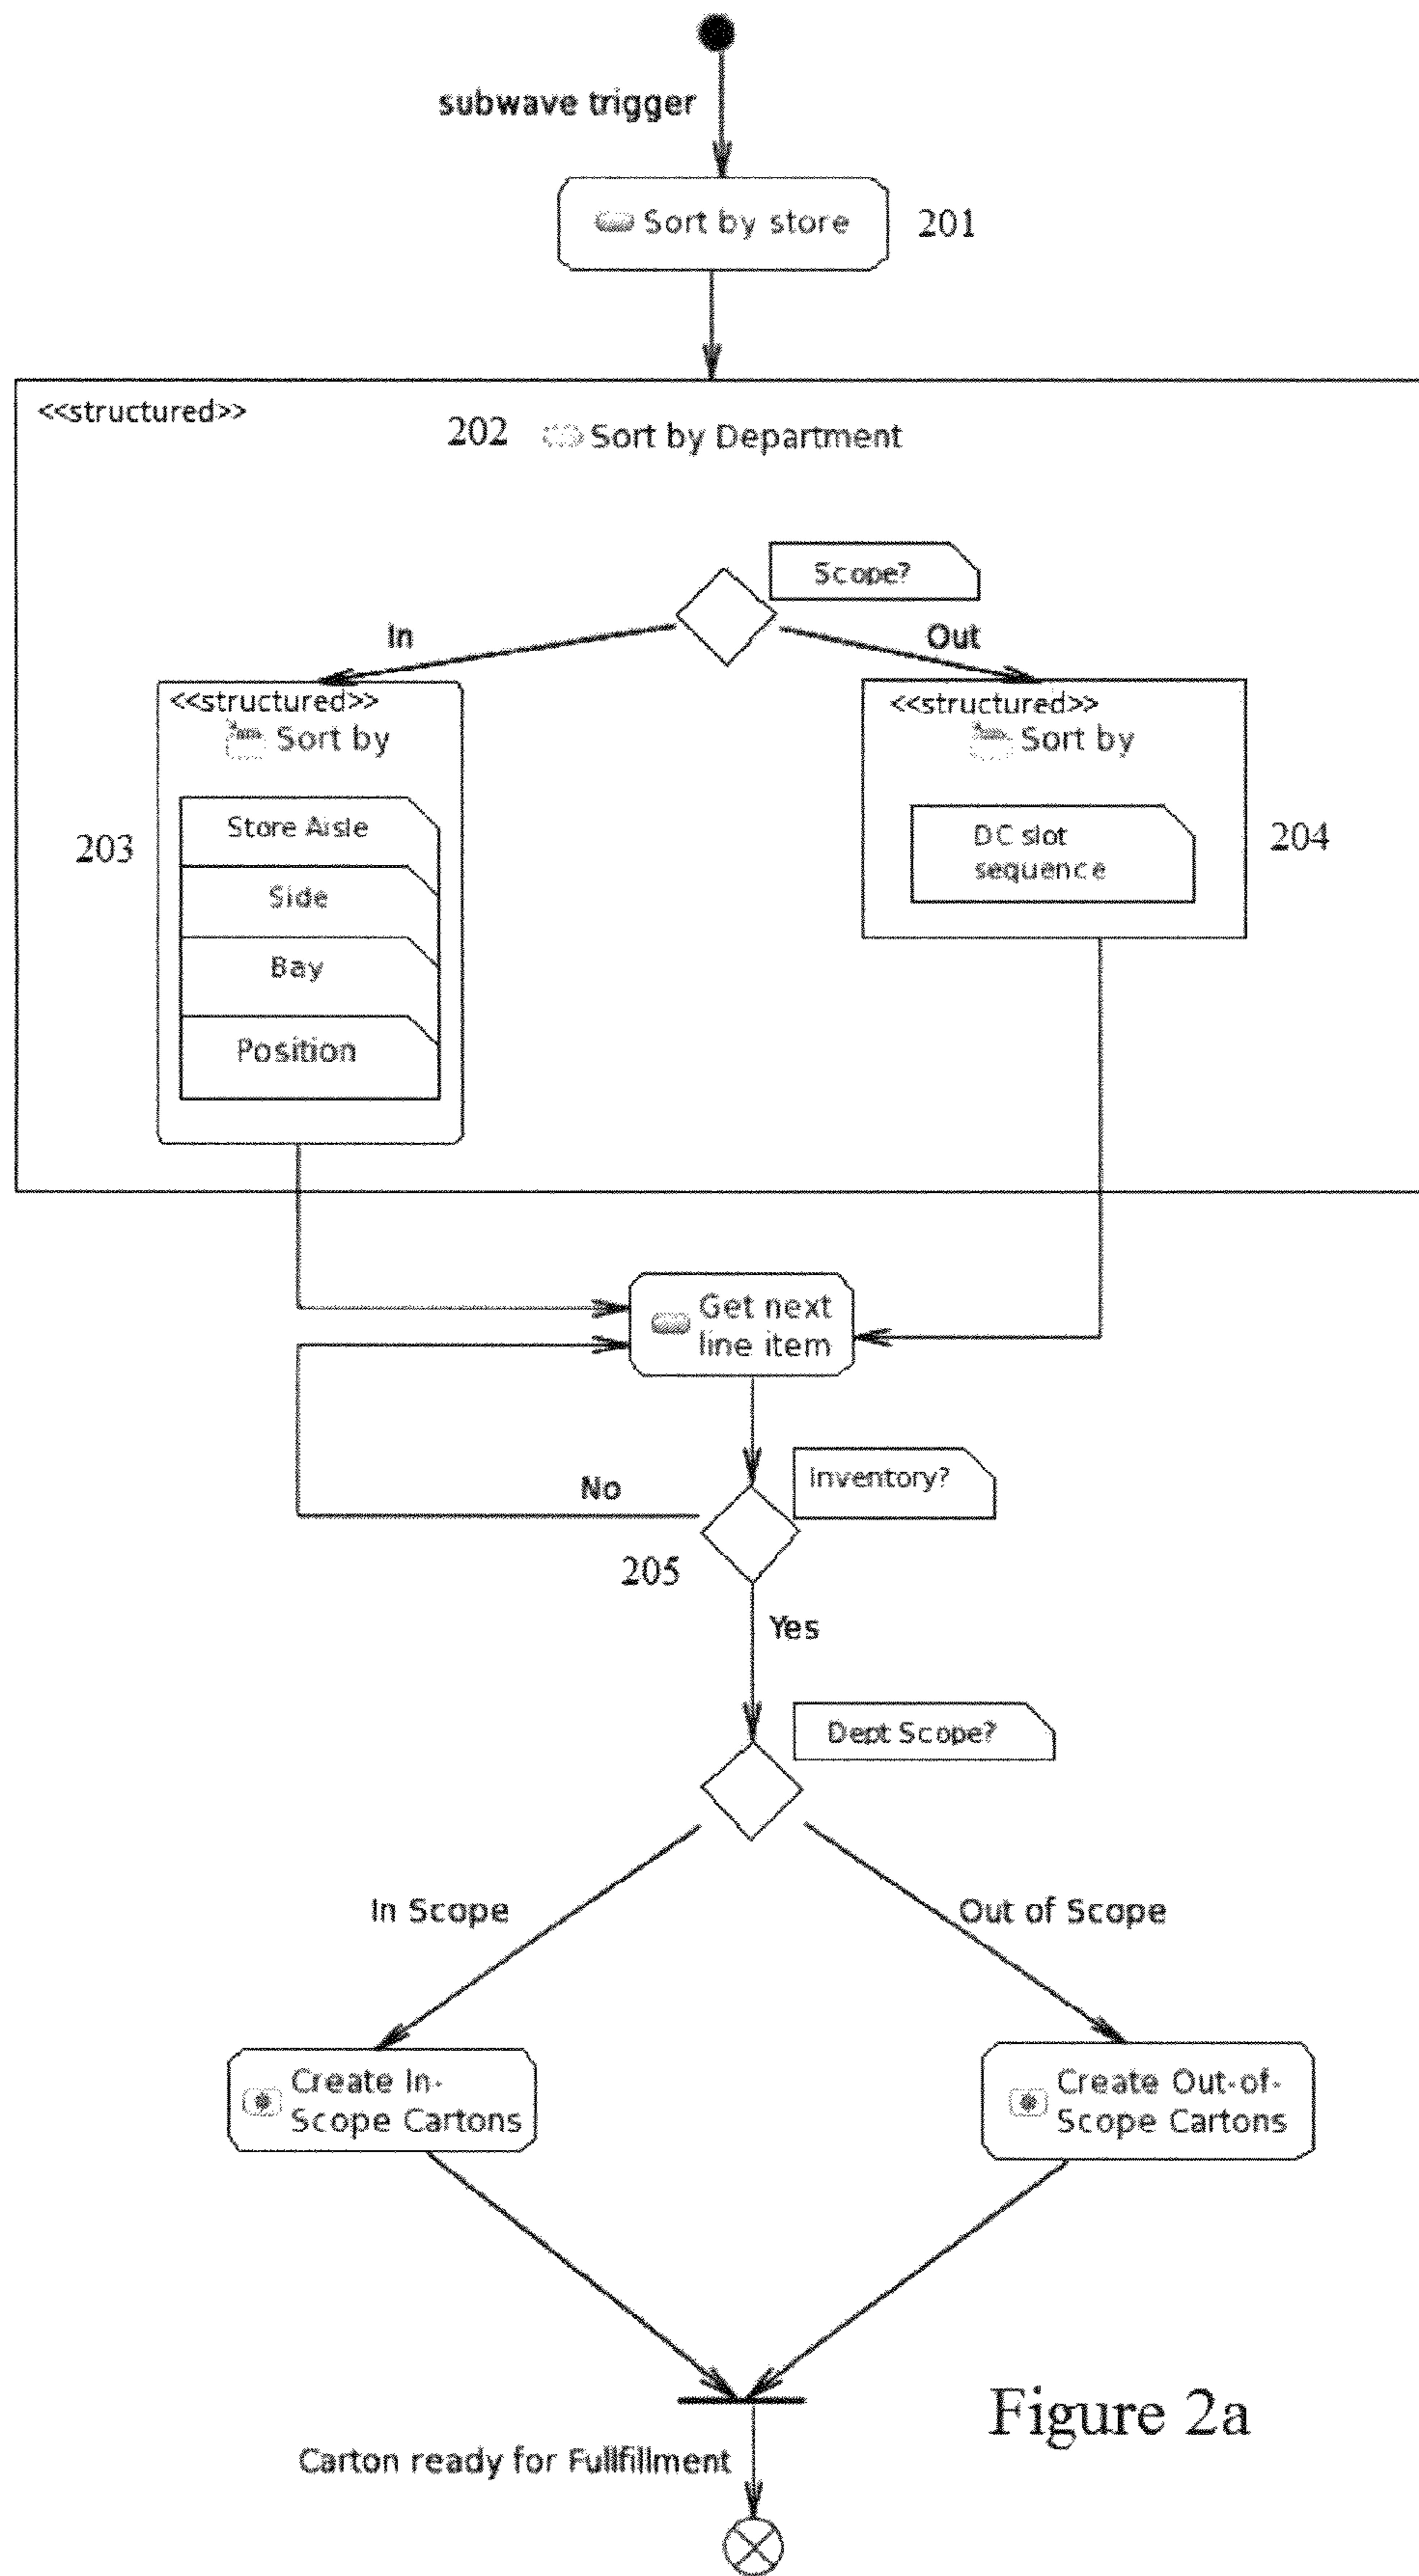 subwave trigger
Sort by store
201
<<structured>>
202
Sort by Department
Scope?
In
Out
<<structured>>
Sort by
<<structured>>
Sort by
203
Store Aisle
Side
Bay
Position
DC slot
sequence
204
Get next
line item
Inventory?
No
205
Yes
Dept Scope?
In Scope
Out of Scope
Create In-
Scope Cartons
Create Out-of-
Scope Cartons
Figure 2a
Carton ready for Fullfillment